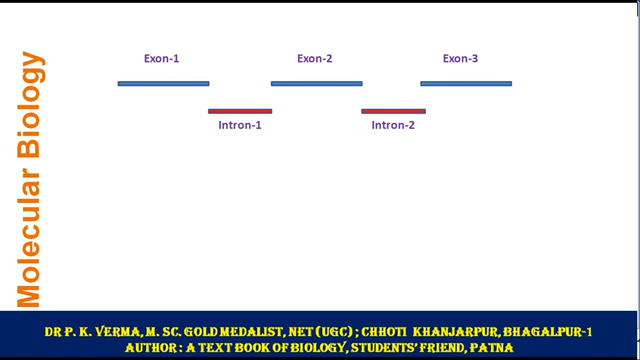 Molecular Biology
Exon-1 Exon-2 Exon-3
Intron-1 Intron-2
DR P. K. VERMA, M. SC. GOLD MEDALIST, NET (UGC) ; CHHOTI KHANJARPUR, BHAGALPUR-1
AUTHOR : A TEXT BOOK OF BIOLOGY, STUDENTS' FRIEND, PATNA